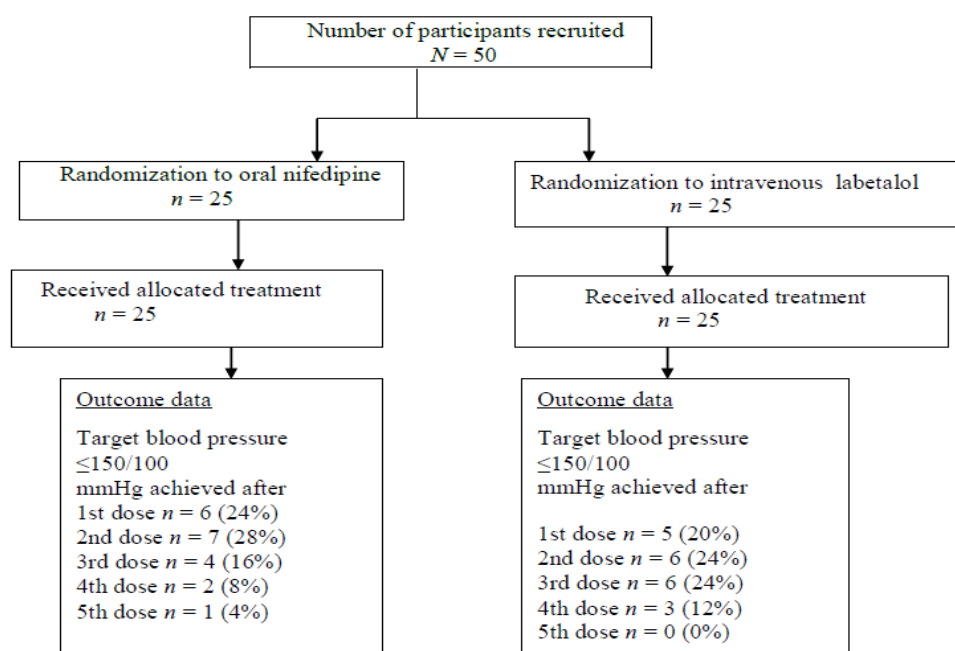 Number of participants recruited
N = 50
Randomization to oral nifedipine
n = 25
Randomization to intravenous labetalol
n = 25
Received allocated treatment
n = 25
Received allocated treatment
n = 25
Outcome data
Target blood pressure
≤150/100
mmHg achieved after
1st dose n = 6 (24%)
2nd dose n = 7 (28%)
3rd dose n = 4 (16%)
4th dose n = 2 (8%)
5th dose n = 1 (4%)
Outcome data
Target blood pressure
≤150/100
mmHg achieved after
1st dose n = 5 (20%)
2nd dose n = 6 (24%)
3rd dose n = 6 (24%)
4th dose n = 3 (12%)
5th dose n = 0 (0%)